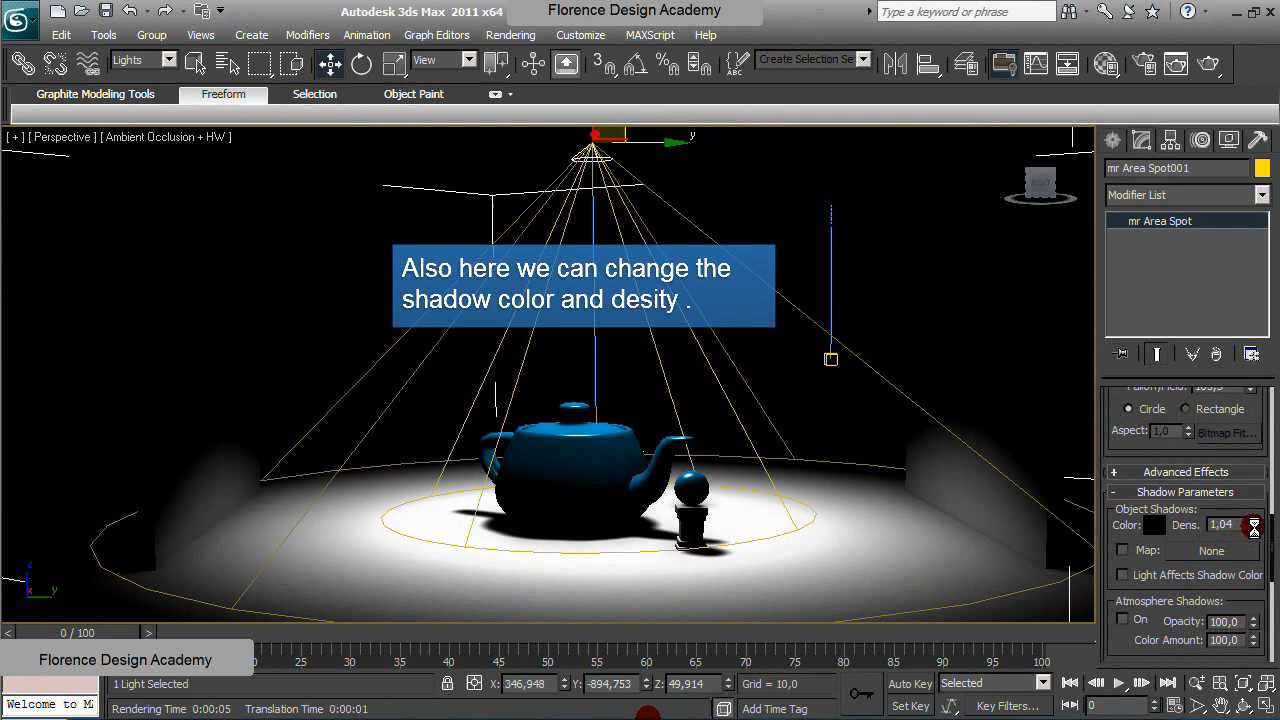 Autodesk 3ds Max 2011 x64
Florence Design Academy
Type a keyword or phrase
Edit Tools Group Views Create Modifiers Animation Graph Editors Rendering Customize MAXScript Help
Lights
View
Create Selection Se
Graphite Modeling Tools Freeform Selection Object Paint
[ + ] [ Perspective ] [ Ambient Occlusion + HW ]
y
RIGHT
mr Area Spot001
Modifier List
mr Area Spot
Also here we can change the
shadow color and desity .
Circle Rectangle
Aspect: 1,0 Bitmap Fit...
+ Advanced Effects
- Shadow Parameters
Object Shadows:
Color: Dens. 1,04
Map: None
Light Affects Shadow Color
Atmosphere Shadows:
On Opacity: 100,0
Color Amount: 100,0
z
x y
< 0 / 100 >
Florence Design Academy
20 25 30 35 40 45 50 55 60 65 70 75 80 85 90 95 100
1 Light Selected
X: 346,948 Y: -894,753 Z: 49,914 Grid = 10,0
Auto Key Selected
Welcome to M
Rendering Time 0:00:05 Translation Time 0:00:01
Add Time Tag
Set Key Key Filters... 0